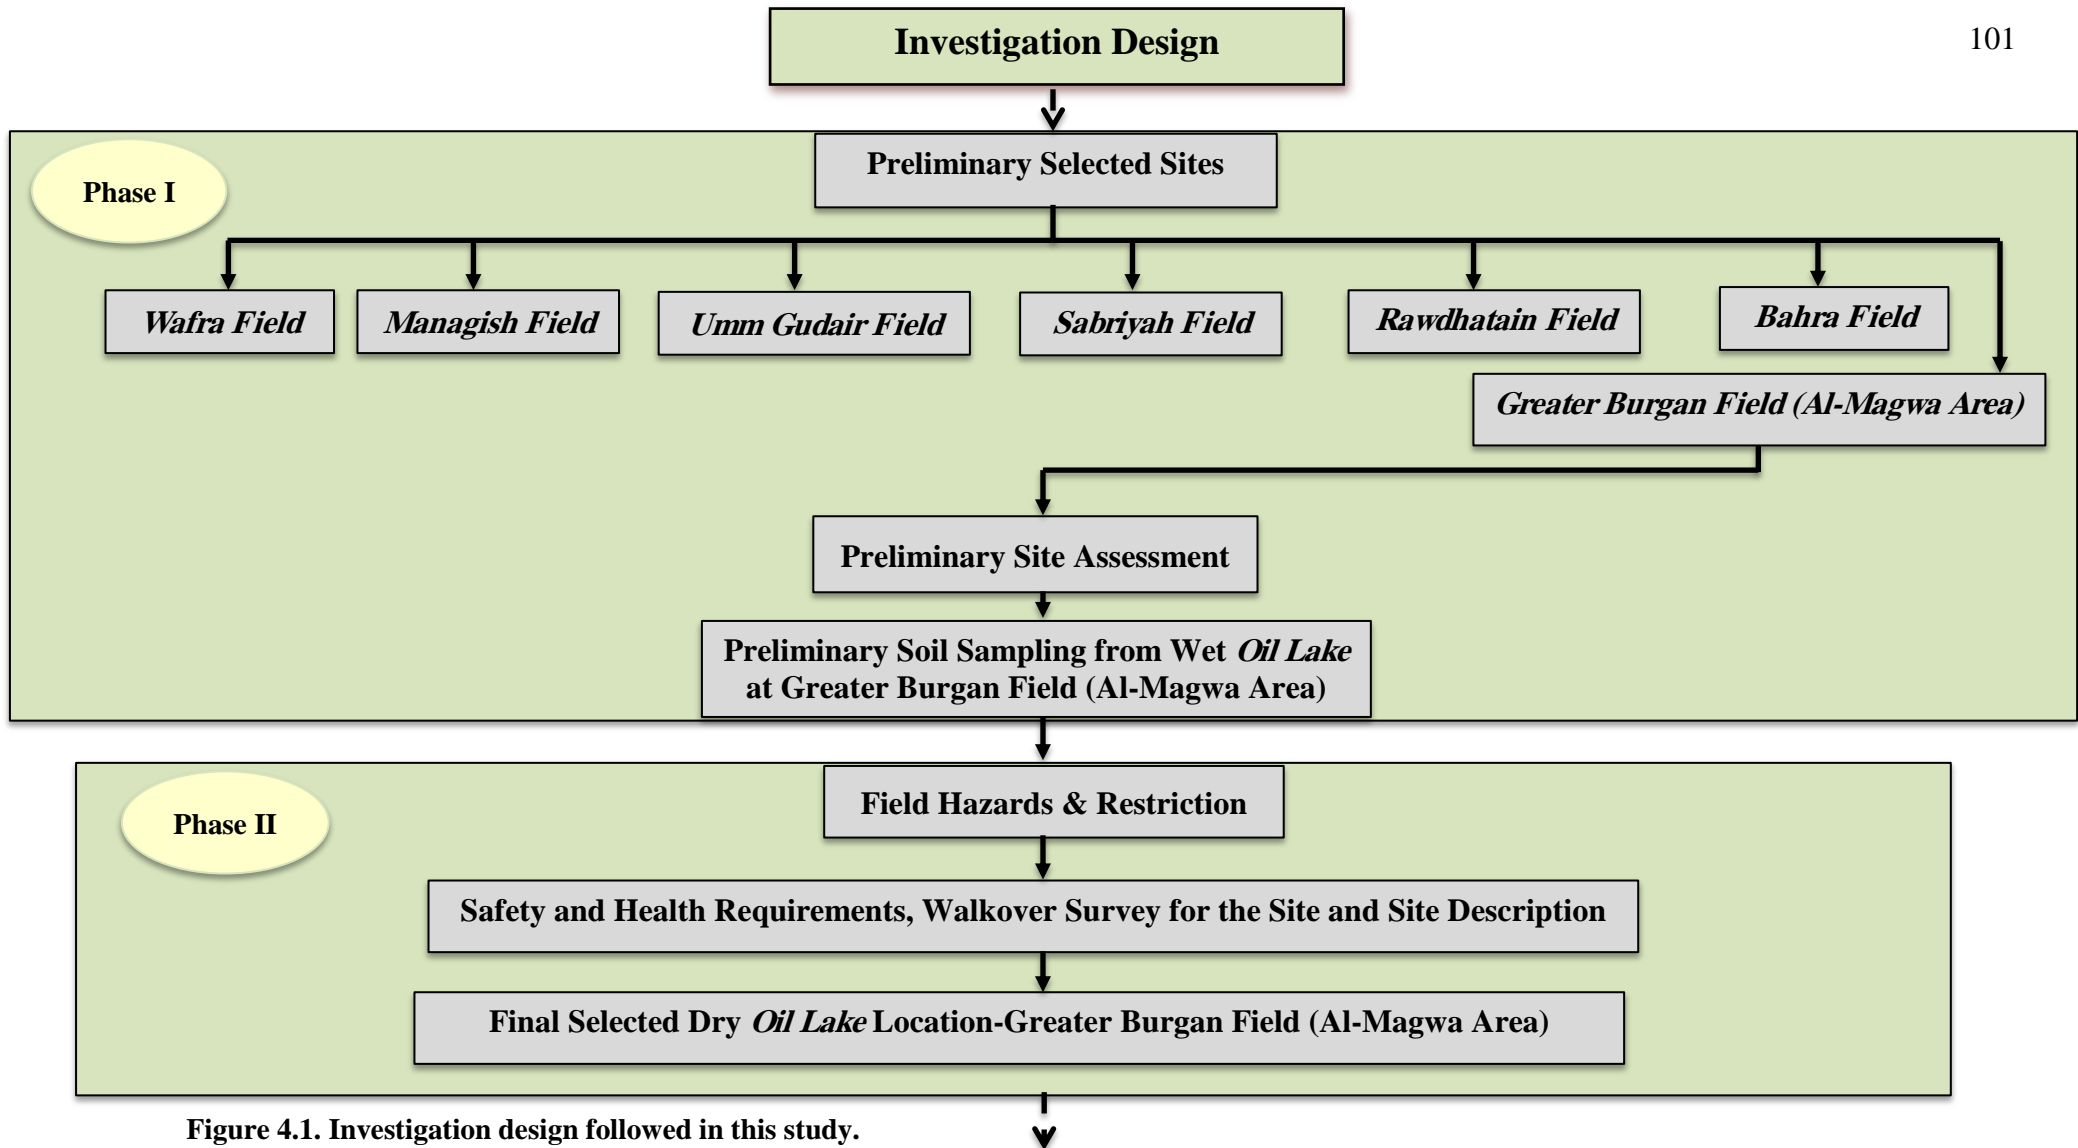 Investigation Design
101
Preliminary Selected Sites
Phase I
Wafra Field
Managish Field
Umm Gudair Field
Sabriyah Field
Rawdhatain Field
Bahra Field
Greater Burgan Field (Al-Magwa Area)
Preliminary Site Assessment
Preliminary Soil Sampling from Wet Oil Lake
at Greater Burgan Field (Al-Magwa Area)
Field Hazards & Restriction
Phase II
Safety and Health Requirements, Walkover Survey for the Site and Site Description
Final Selected Dry Oil Lake Location-Greater Burgan Field (Al-Magwa Area)
Figure 4.1. Investigation design followed in this study.